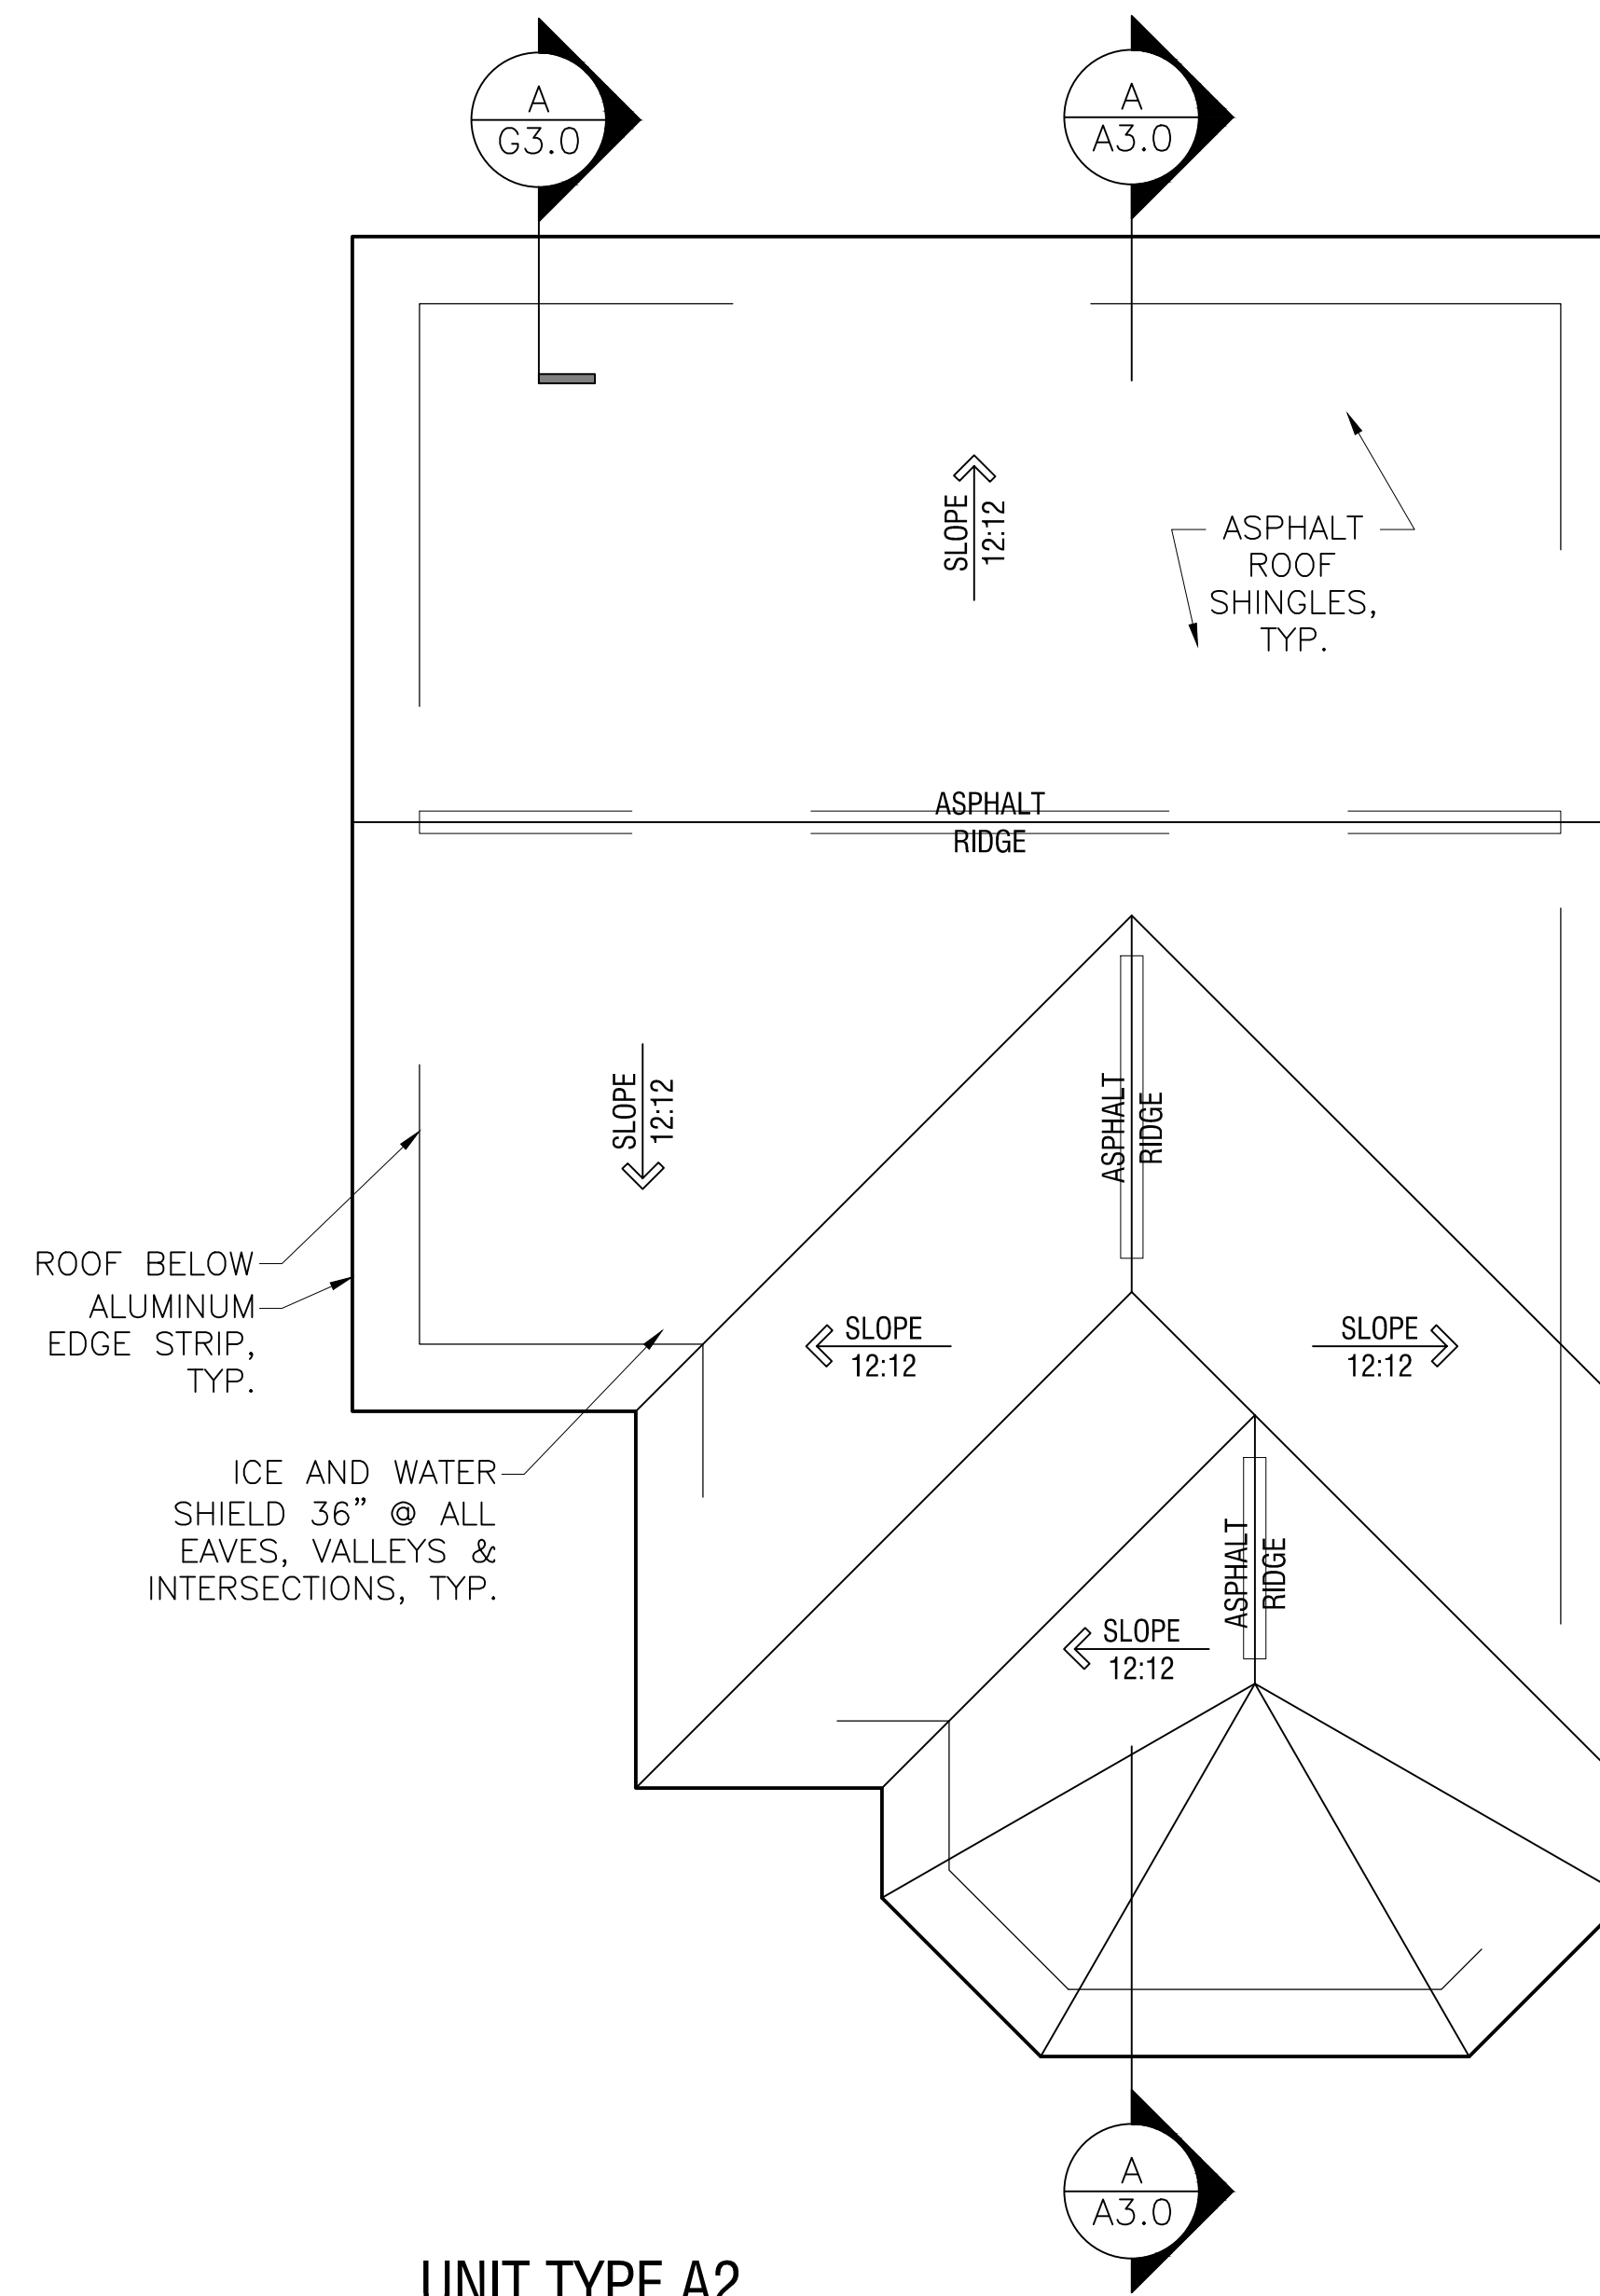 A
G3.0
A
A3.0
SLOPE
12:12
ASPHALT
ROOF
SHINGLES,
TYP.
ASPHALT
RIDGE
SLOPE
12:12
ASPHALT
RIDGE
ROOF BELOW
ALUMINUM
EDGE STRIP,
TYP.
SLOPE
12:12
SLOPE
12:12
ICE AND WATER
SHIELD 36" @ ALL
EAVES, VALLEYS &
INTERSECTIONS, TYP.
ASPHALT
RIDGE
SLOPE
12:12
A
A3.0
UNIT TYPE A2